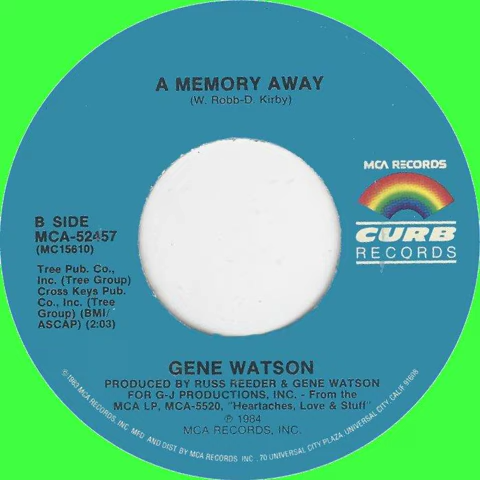 A MEMORY AWAY
(W. Robb-D. Kirby)
MCA RECORDS
CURB
RECORDS
B SIDE
MCA-52457
(MC15610)
Tree Pub. Co.,
Inc. (Tree Group)
Cross Keys Pub.
Co., Inc. (Tree
Group) (BMI/
ASCAP) (2:03)
GENE WATSON
PRODUCED BY RUSS REEDER & GENE WATSON
FOR G-J PRODUCTIONS, INC. - From the
MCA LP, MCA-5520, "Heartaches, Love & Stuff"
℗ 1984
MCA RECORDS, INC.
©1983 MCA RECORDS, INC. MFD. AND DIST. BY MCA RECORDS INC., 70 UNIVERSAL CITY PLAZA, UNIVERSAL CITY, CALIF. 91608